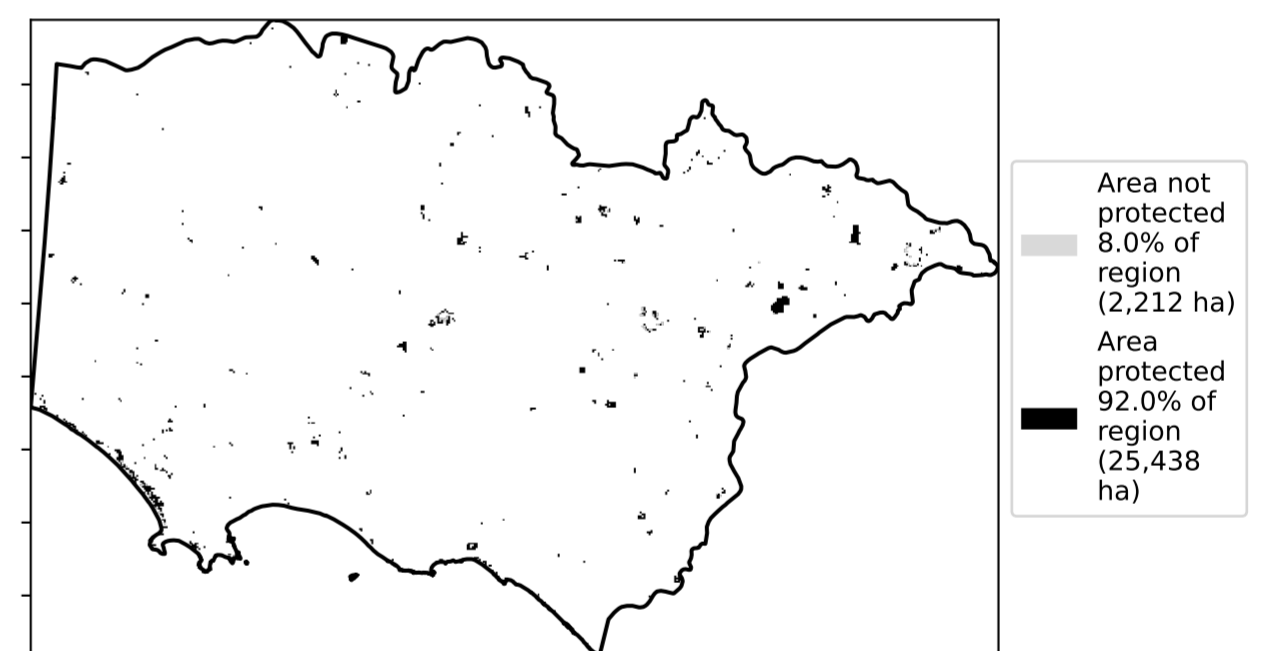 Area not
protected
8.0% of
region
(2,212 ha)
Area
protected
92.0% of
region
(25,438
ha)